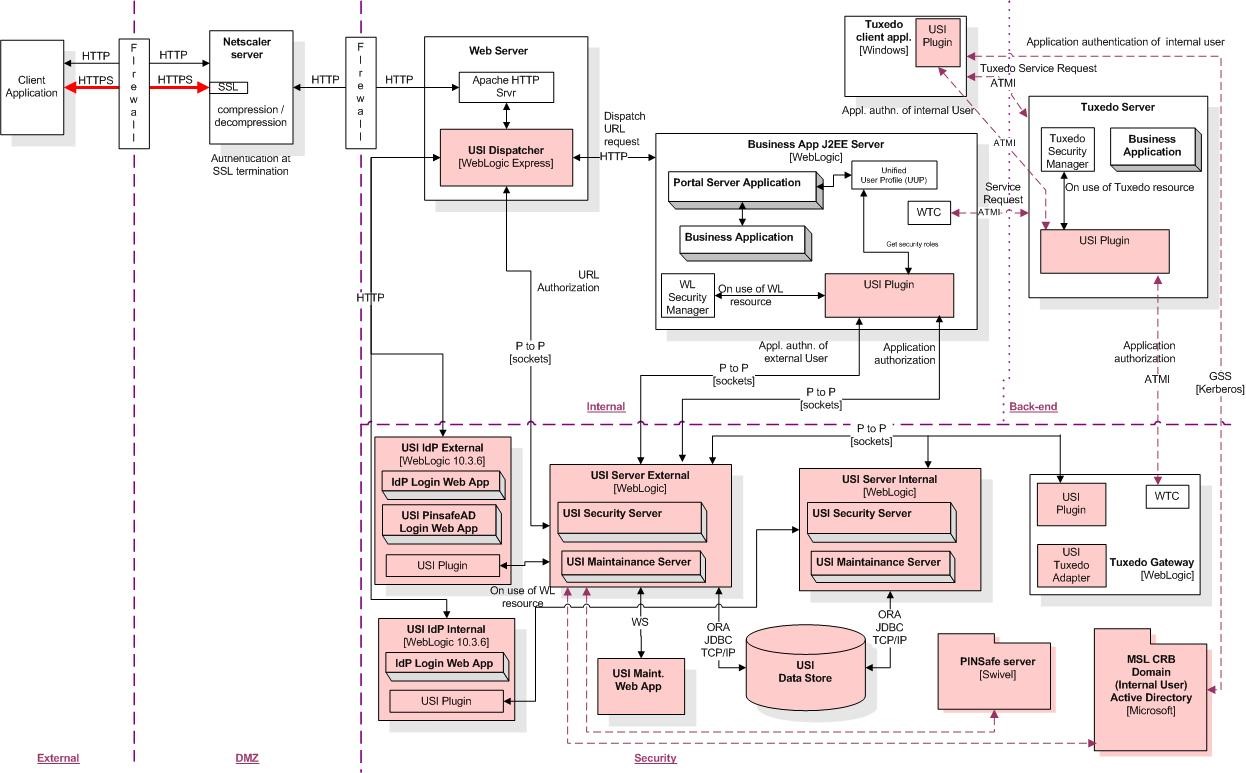 Client
Application
HTTP
HTTPS
F
i
r
e
w
a
l
l
HTTP
HTTPS
Netscaler
server
SSL
compression /
decompression
Authentication at
SSL termination
HTTP
F
i
r
e
w
a
l
l
HTTP
Web Server
Apache HTTP
Srvr
USI Dispatcher
[WebLogic Express]
Dispatch
URL
request
HTTP
HTTP
URL
Authorization
P to P
[sockets]
Tuxedo
client appl.
[Windows]
USI
Plugin
Application authentication of internal user
Tuxedo Service Request
ATMI
Appl. authn. of internal User
ATMI
Business App J2EE Server
[WebLogic]
Portal Server Application
Unified
User Profile (UUP)
Business Application
WTC
Get security roles
WL
Security
Manager
On use of WL
resource
USI Plugin
Service
Request
ATMI
Tuxedo Server
Tuxedo
Security
Manager
Business
Application
On use of Tuxedo resource
USI Plugin
Appl. authn. of
external User
Application
authorization
P to P
[sockets]
P to P
[sockets]
Application
authorization
ATMI
GSS
[Kerberos]
Internal
Back-end
P to P
[sockets]
USI IdP External
[WebLogic 10.3.6]
IdP Login Web App
USI PinsafeAD
Login Web App
USI Plugin
On use of WL
resource
USI Server External
[WebLogic]
USI Security Server
USI Maintainance Server
USI Server Internal
[WebLogic]
USI Security Server
USI Maintainance Server
USI
Plugin
WTC
USI
Tuxedo
Adapter
Tuxedo Gateway
[WebLogic]
USI IdP Internal
[WebLogic 10.3.6]
IdP Login Web App
USI Plugin
WS
USI Maint.
Web App
ORA
JDBC
TCP/IP
USI
Data Store
ORA
JDBC
TCP/IP
PINSafe server
[Swivel]
MSL CRB
Domain
(Internal User)
Active Directory
[Microsoft]
External
DMZ
Security